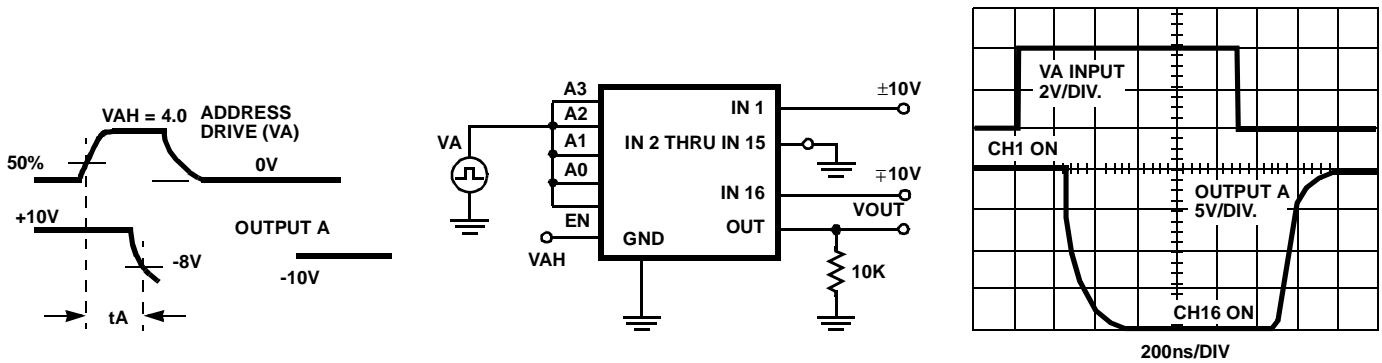 VAH = 4.0
ADDRESS
DRIVE (VA)
50%
0V
+10V
OUTPUT A
-8V
-10V
tA
A3
A2
A1
A0
EN
VA
VAH
IN 1
IN 2 THRU IN 15
IN 16
OUT
GND
±10V
∓10V
VOUT
10K
VA INPUT
2V/DIV.
CH1 ON
OUTPUT A
5V/DIV.
CH16 ON
200ns/DIV